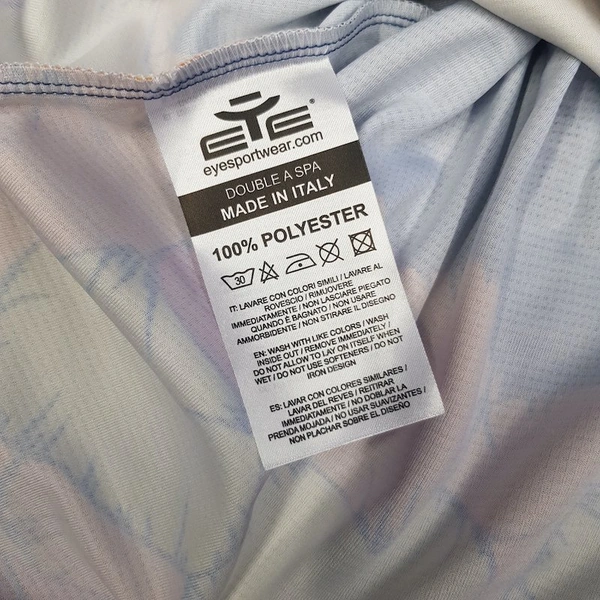 EYE®
eyesportwear.com
DOUBLE A SPA
MADE IN ITALY
100% POLYESTER
30
IT: LAVARE CON COLORI SIMILI / LAVARE AL
ROVESCIO / RIMUOVERE
IMMEDIATAMENTE / NON LASCIARE PIEGATO
QUANDO È BAGNATO / NON USARE
AMMORBIDENTE / NON STIRARE IL DISEGNO
EN: WASH WITH LIKE COLORS / WASH
INSIDE OUT / REMOVE IMMEDIATELY /
DO NOT ALLOW TO LAY ON ITSELF WHEN
WET / DO NOT USE SOFTENERS / DO NOT
IRON DESIGN
ES: LAVAR CON COLORES SIMILARES /
LAVAR DEL REVES / REITIRAR
IMMEDIATAMENTE / NO DOBLAR LA
PRENDA MOJADA / NO USAR SUAVIZANTES /
NON PLACHAR SOBRE EL DISEÑO